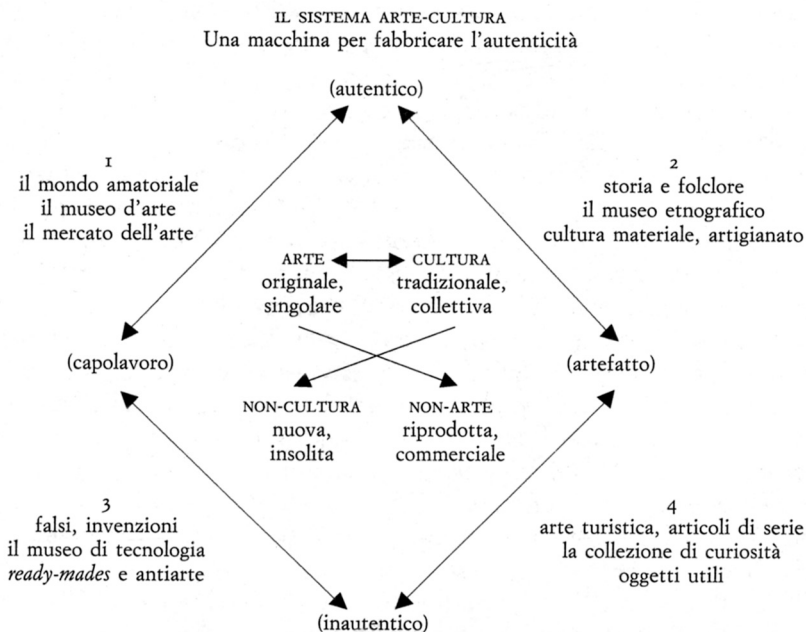 IL SISTEMA ARTE-CULTURA
Una macchina per fabbricare l'autenticità
(autentico)
1
il mondo amatoriale
il museo d'arte
il mercato dell'arte
2
storia e folclore
il museo etnografico
cultura materiale, artigianato
ARTE
originale,
singolare
CULTURA
tradizionale,
collettiva
(capolavoro)
(artefatto)
NON-CULTURA
nuova,
insolita
NON-ARTE
riprodotta,
commerciale
3
falsi, invenzioni
il museo di tecnologia
ready-mades e antiarte
4
arte turistica, articoli di serie
la collezione di curiosità
oggetti utili
(inautentico)